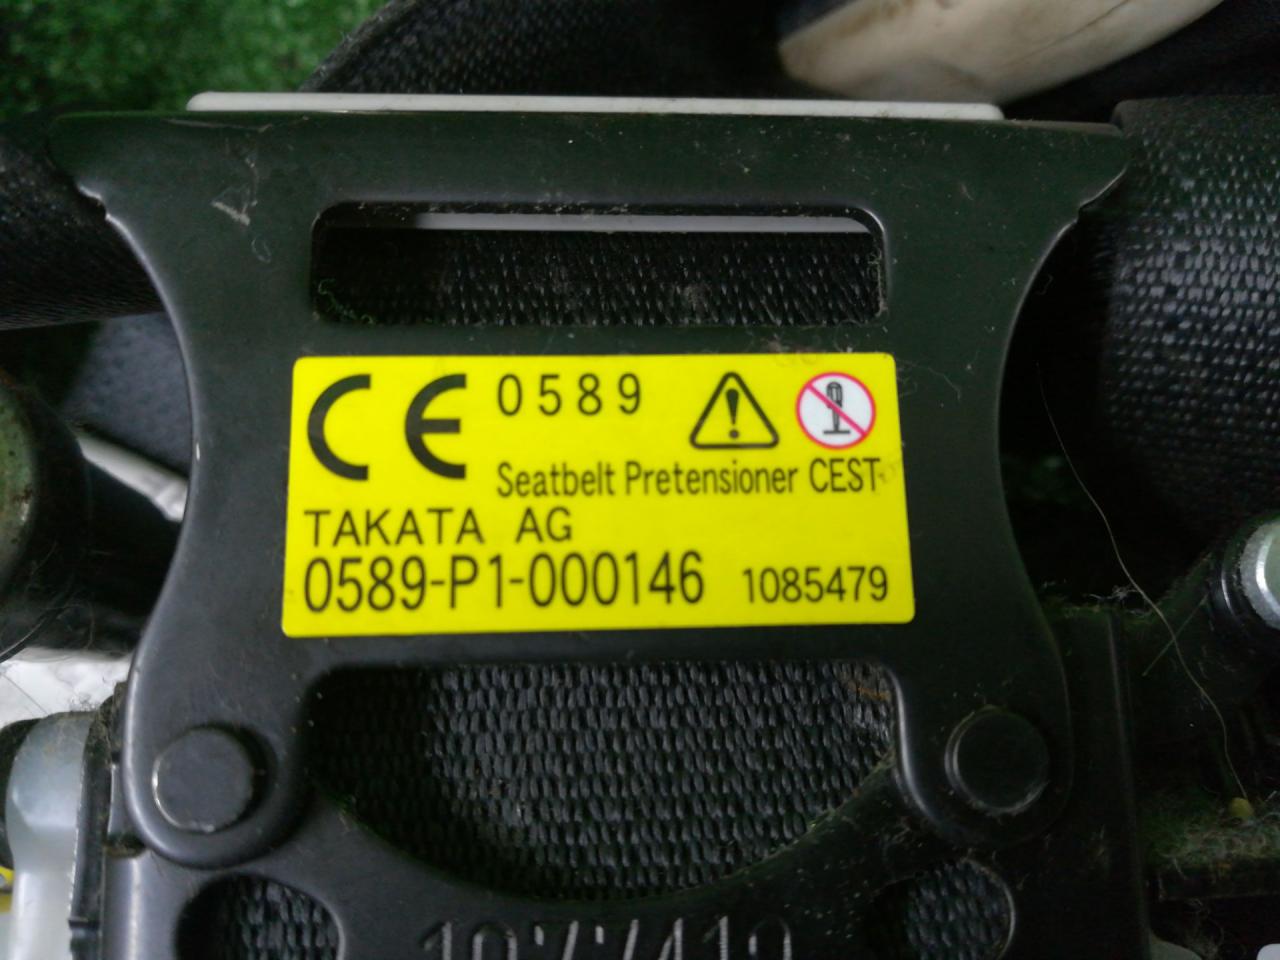 CE 0589
Seatbelt Pretensioner CEST
TAKATA AG
0589-P1-000146 1085479